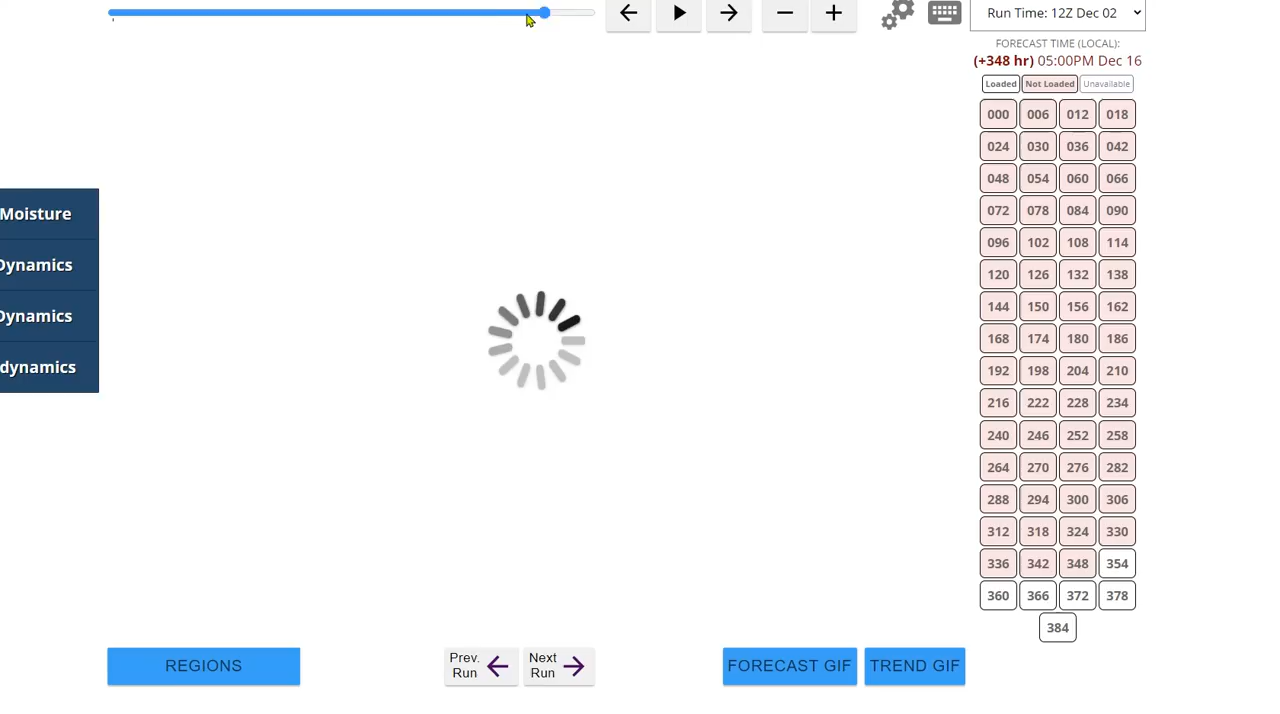 Run Time: 12Z Dec 02
FORECAST TIME (LOCAL):
(+348 hr) 05:00PM Dec 16
Loaded Not Loaded Unavailable
000 006 012 018
024 030 036 042
048 054 060 066
072 078 084 090
096 102 108 114
120 126 132 138
144 150 156 162
168 174 180 186
192 198 204 210
216 222 228 234
240 246 252 258
264 270 276 282
288 294 300 306
312 318 324 330
336 342 348 354
360 366 372 378
384
Moisture
Dynamics
Dynamics
dynamics
REGIONS
Prev.
Run
Next
Run
FORECAST GIF
TREND GIF